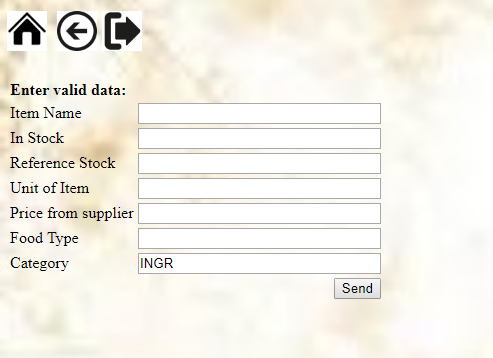 Enter valid data:
Item Name
In Stock
Reference Stock
Unit of Item
Price from supplier
Food Type
Category INGR
Send